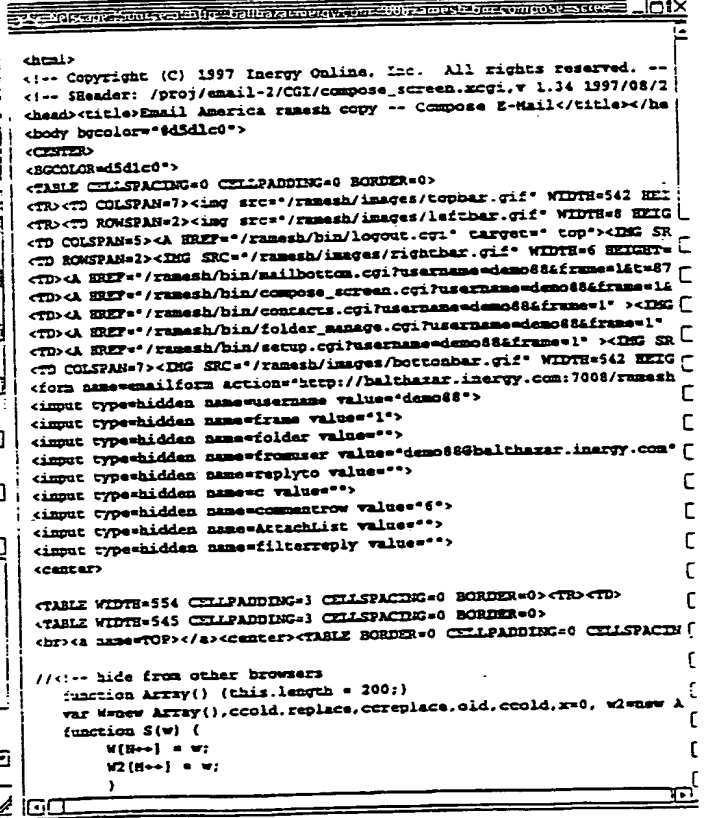 <html>
<!-- Copyright (C) 1997 Inergy Online, Inc.  All rights reserved. --
<!-- $Header: /proj/email-2/CGI/compose_screen.xcgi,v 1.34 1997/08/2
<head><title>Email America ramesh copy -- Compose E-Mail</title></he
<body bgcolor="#d5d1c0">
<CENTER>
<BGCOLOR=d5d1c0">
<TABLE CELLSPACING=0 CELLPADDING=0 BORDER=0>
<TR><TD COLSPAN=7><img src="/ramesh/images/topbar.gif" WIDTH=542 HEI
<TR><TD ROWSPAN=2><img src="/ramesh/images/leftbar.gif" WIDTH=8 HEIG
<TD COLSPAN=5><A HREF="/ramesh/bin/logout.cgi" target="_top"><IMG SR
<TD ROWSPAN=2><IMG SRC="/ramesh/images/rightbar.gif" WIDTH=6 HEIGHT=
<TD><A HREF="/ramesh/bin/mailbottom.cgi?username=demo88&frame=1&t=87
<TD><A HREF="/ramesh/bin/compose_screen.cgi?username=demo88&frame=1&
<TD><A HREF="/ramesh/bin/contacts.cgi?username=demo88&frame=1" ><IMG
<TD><A HREF="/ramesh/bin/folder_manage.cgi?username=demo88&frame=1"
<TD><A HREF="/ramesh/bin/setup.cgi?username=demo88&frame=1" ><IMG SR
<TD COLSPAN=7><IMG SRC="/ramesh/images/bottonbar.gif" WIDTH=542 HEIG
<form name=emailform action="http://balthazar.inergy.com:7008/ramesh
<input type=hidden name=username value="demo88">
<input type=hidden name=frame value="1">
<input type=hidden name=folder value="">
<input type=hidden name=fromuser value="demo88@balthazar.inergy.com"
<input type=hidden name=replyto value="">
<input type=hidden name=c value="">
<input type=hidden name=commentrow value="6">
<input type=hidden name=AttachList value="">
<input type=hidden name=filterreply value="">
<center>
<TABLE WIDTH=554 CELLPADDING=3 CELLSPACING=0 BORDER=0><TR><TD>
<TABLE WIDTH=545 CELLPADDING=3 CELLSPACING=0 BORDER=0>
<br><a name=TOP></a><center><TABLE BORDER=0 CELLPADDING=0 CELLSPACIN
//<!-- hide from other browsers
function Array() {this.length = 200;}
var W=new Array(),ccold,replace,ccreplace,old,ccold,x=0, w2=new A
function S(w) {
W[M++] = w;
W2[M++] = w;
}